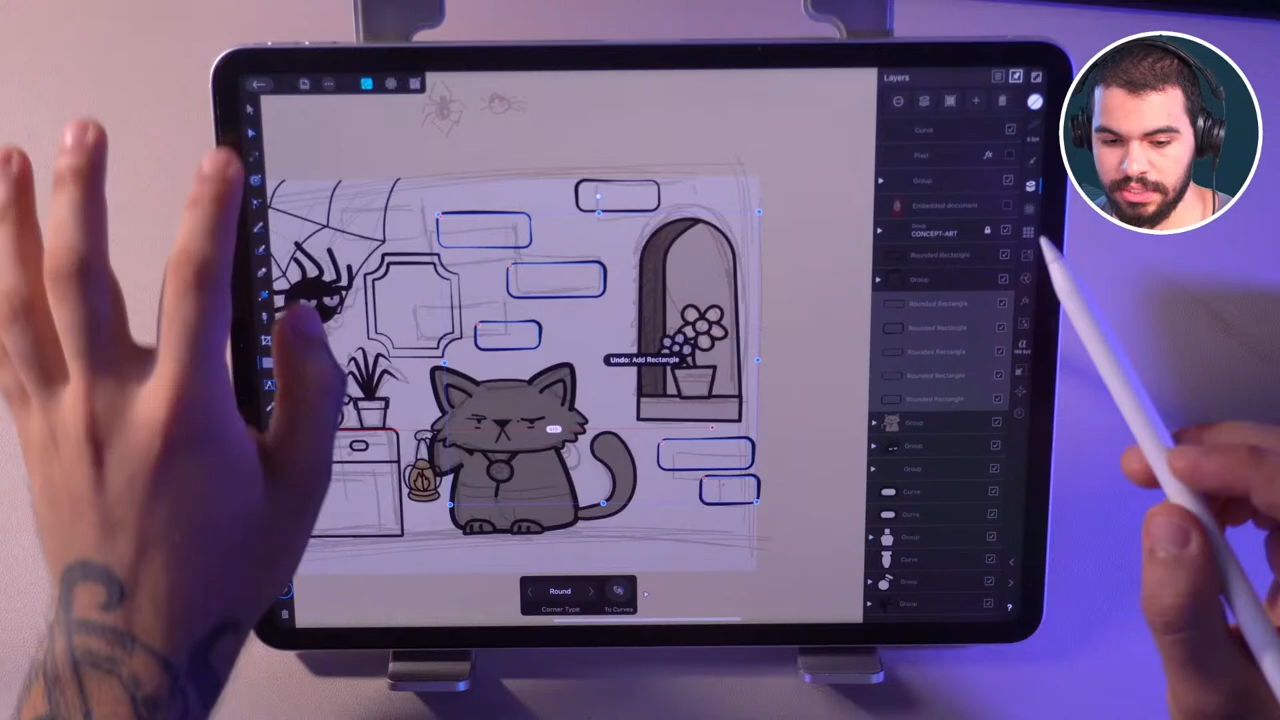 Layers
Curve
Pixel
fx
Group
Embedded document
Group
CONCEPT-ART
Rounded Rectangle
Group
Rounded Rectangle
Rounded Rectangle
Rounded Rectangle
Rounded Rectangle
Rounded Rectangle
Group
Group
Group
Curve
Curve
Group
Curve
Group
Group
Undo: Add Rectangle
Round
Corner Type
To Curves
?